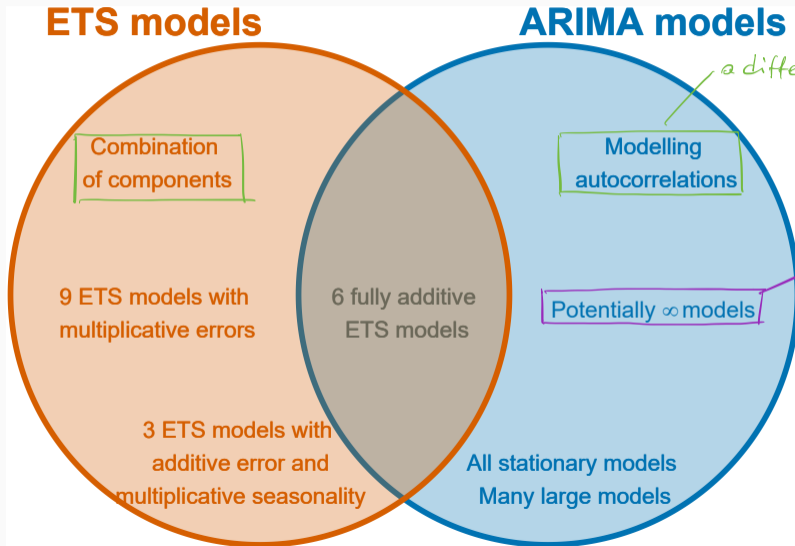 ETS models
ARIMA models
a diffe
Combination
of components
Modelling
autocorrelations
9 ETS models with
multiplicative errors
6 fully additive
ETS models
Potentially ∞ models
3 ETS models with
additive error and
multiplicative seasonality
All stationary models
Many large models